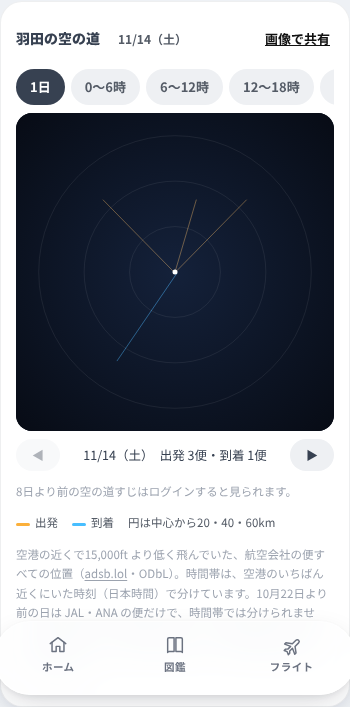 羽田の空の道 11/14（土） 画像で共有
1日 0〜6時 6〜12時 12〜18時
◀ 11/14（土） 出発 3便・到着 1便 ▶
8日より前の空の道すじはログインすると見られます。
出発 到着 円は中心から20・40・60km
空港の近くで15,000ft より低く飛んでいた、航空会社の便す
べての位置（adsb.lol・ODbL）。時間帯は、空港のいちばん
近くにいた時刻（日本時間）で分けています。10月22日より
前の日は JAL・ANA の便だけで、時間帯では分けられませ
ホーム 図鑑 フライト